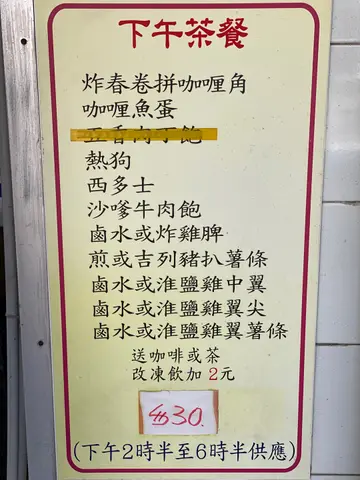 下午茶餐
炸春卷拼咖喱角
咖喱魚蛋
五香肉丁飽
熱狗
西多士
沙嗲牛肉飽
鹵水或炸雞脾
煎或吉列豬扒薯條
鹵水或淮鹽雞中翼
鹵水或淮鹽雞翼尖
鹵水或淮鹽雞翼薯條
送咖啡或茶
改凍飲加 2元
$30.
(下午2時半至6時半供應)